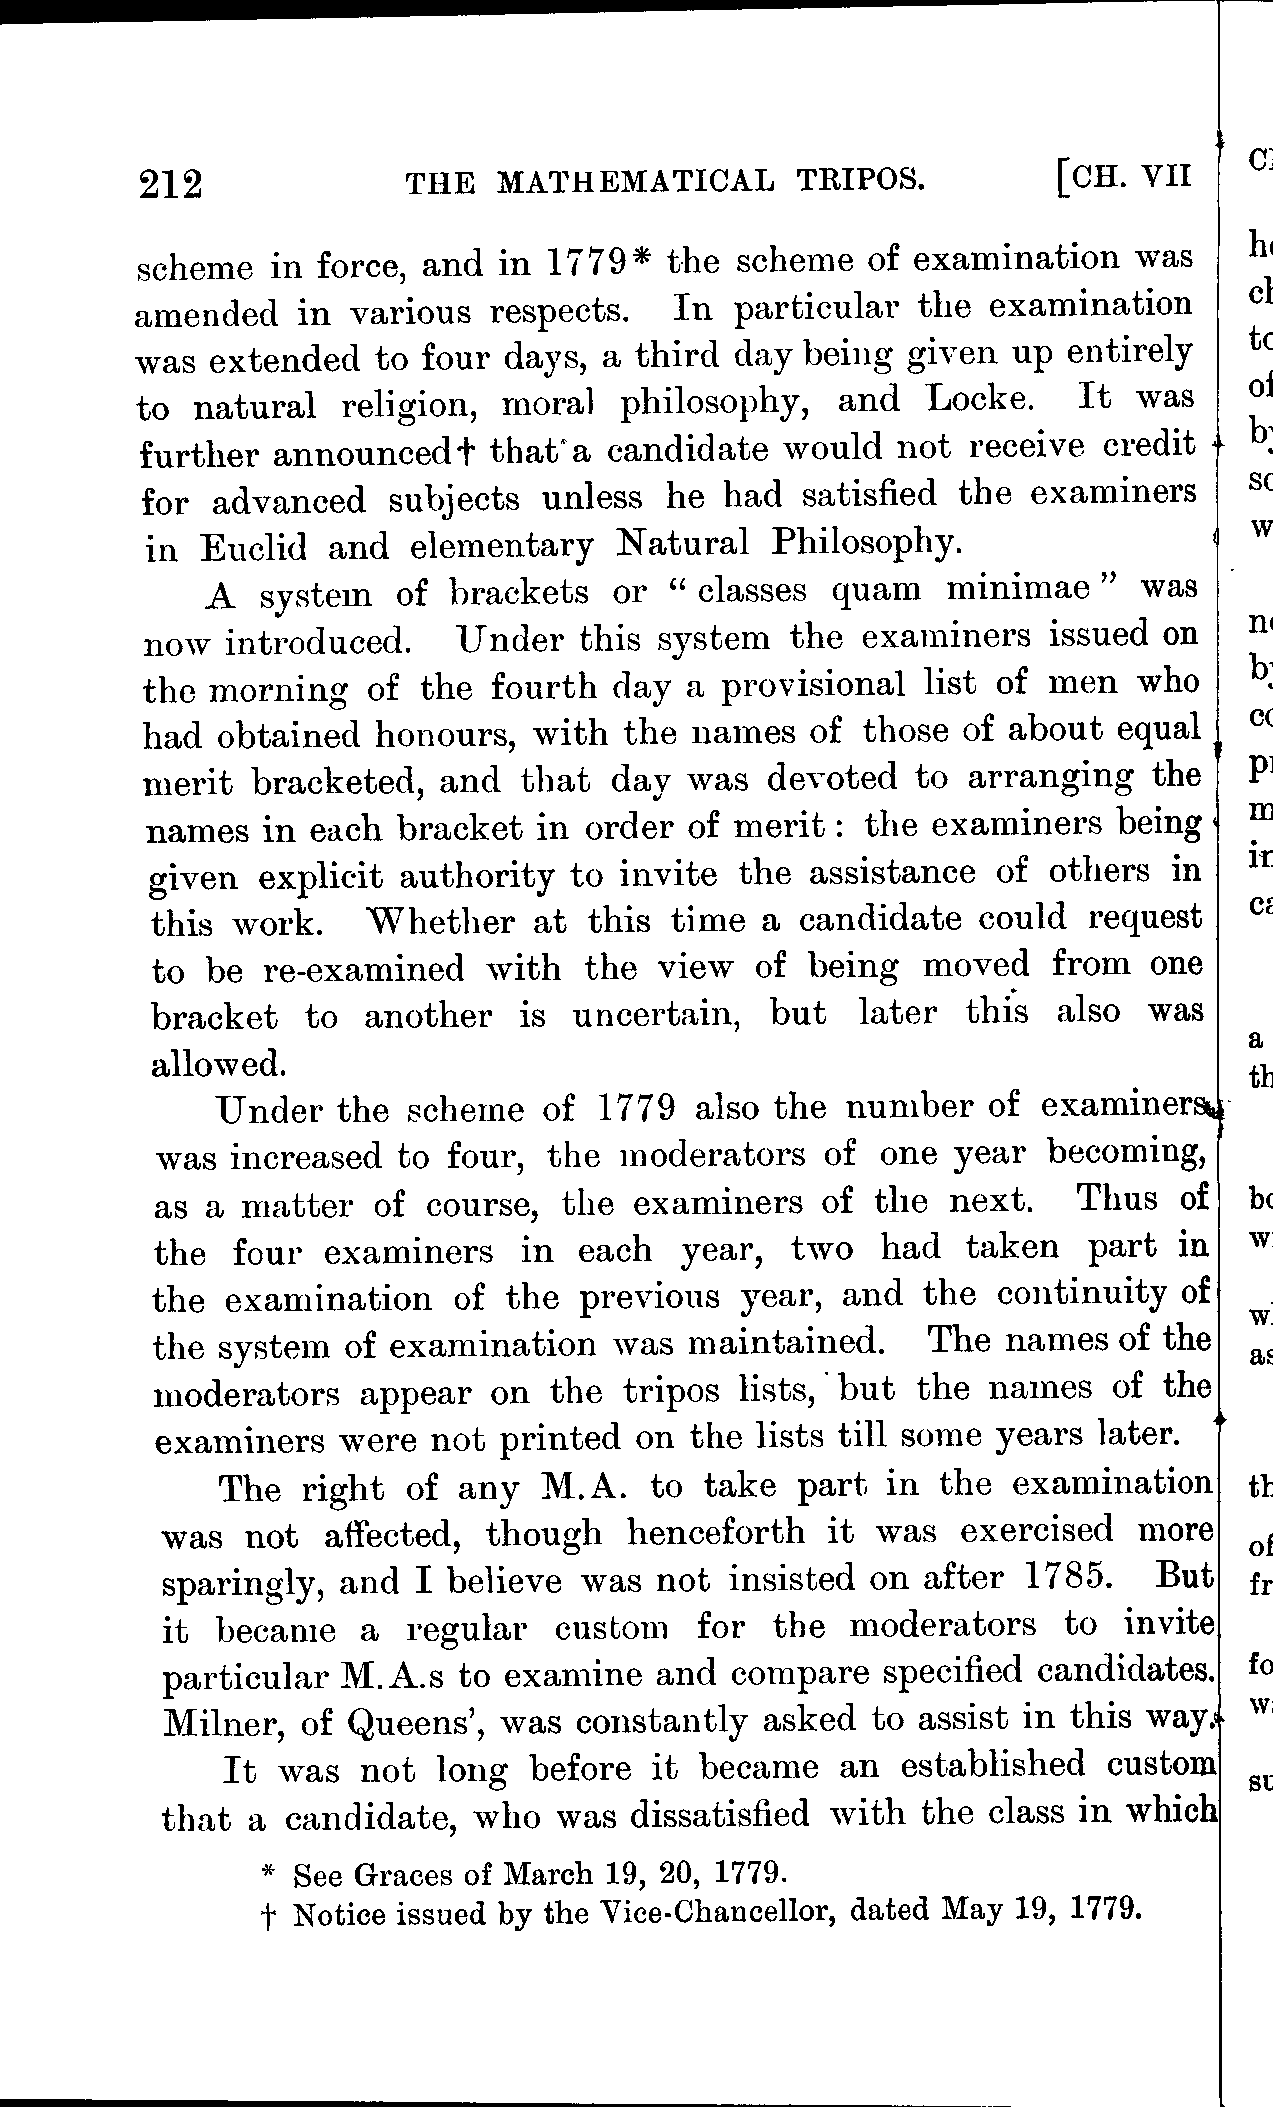 212 THE MATHEMATICAL TRIPOS. [CH. VII
scheme in force, and in 1779* the scheme of examination was
amended in various respects. In particular the examination
was extended to four days, a third day being given up entirely
to natural religion, moral philosophy, and Locke. It was
further announced† that a candidate would not receive credit
for advanced subjects unless he had satisfied the examiners
in Euclid and elementary Natural Philosophy.
A system of brackets or “classes quam minimae” was
now introduced. Under this system the examiners issued on
the morning of the fourth day a provisional list of men who
had obtained honours, with the names of those of about equal
merit bracketed, and that day was devoted to arranging the
names in each bracket in order of merit: the examiners being
given explicit authority to invite the assistance of others in
this work. Whether at this time a candidate could request
to be re-examined with the view of being moved from one
bracket to another is uncertain, but later this also was
allowed.
Under the scheme of 1779 also the number of examiners
was increased to four, the moderators of one year becoming,
as a matter of course, the examiners of the next. Thus of
the four examiners in each year, two had taken part in
the examination of the previous year, and the continuity of
the system of examination was maintained. The names of the
moderators appear on the tripos lists, but the names of the
examiners were not printed on the lists till some years later.
The right of any M.A. to take part in the examination
was not affected, though henceforth it was exercised more
sparingly, and I believe was not insisted on after 1785. But
it became a regular custom for the moderators to invite
particular M.A.s to examine and compare specified candidates.
Milner, of Queens’, was constantly asked to assist in this way.
It was not long before it became an established custom
that a candidate, who was dissatisfied with the class in which
* See Graces of March 19, 20, 1779.
† Notice issued by the Vice-Chancellor, dated May 19, 1779.